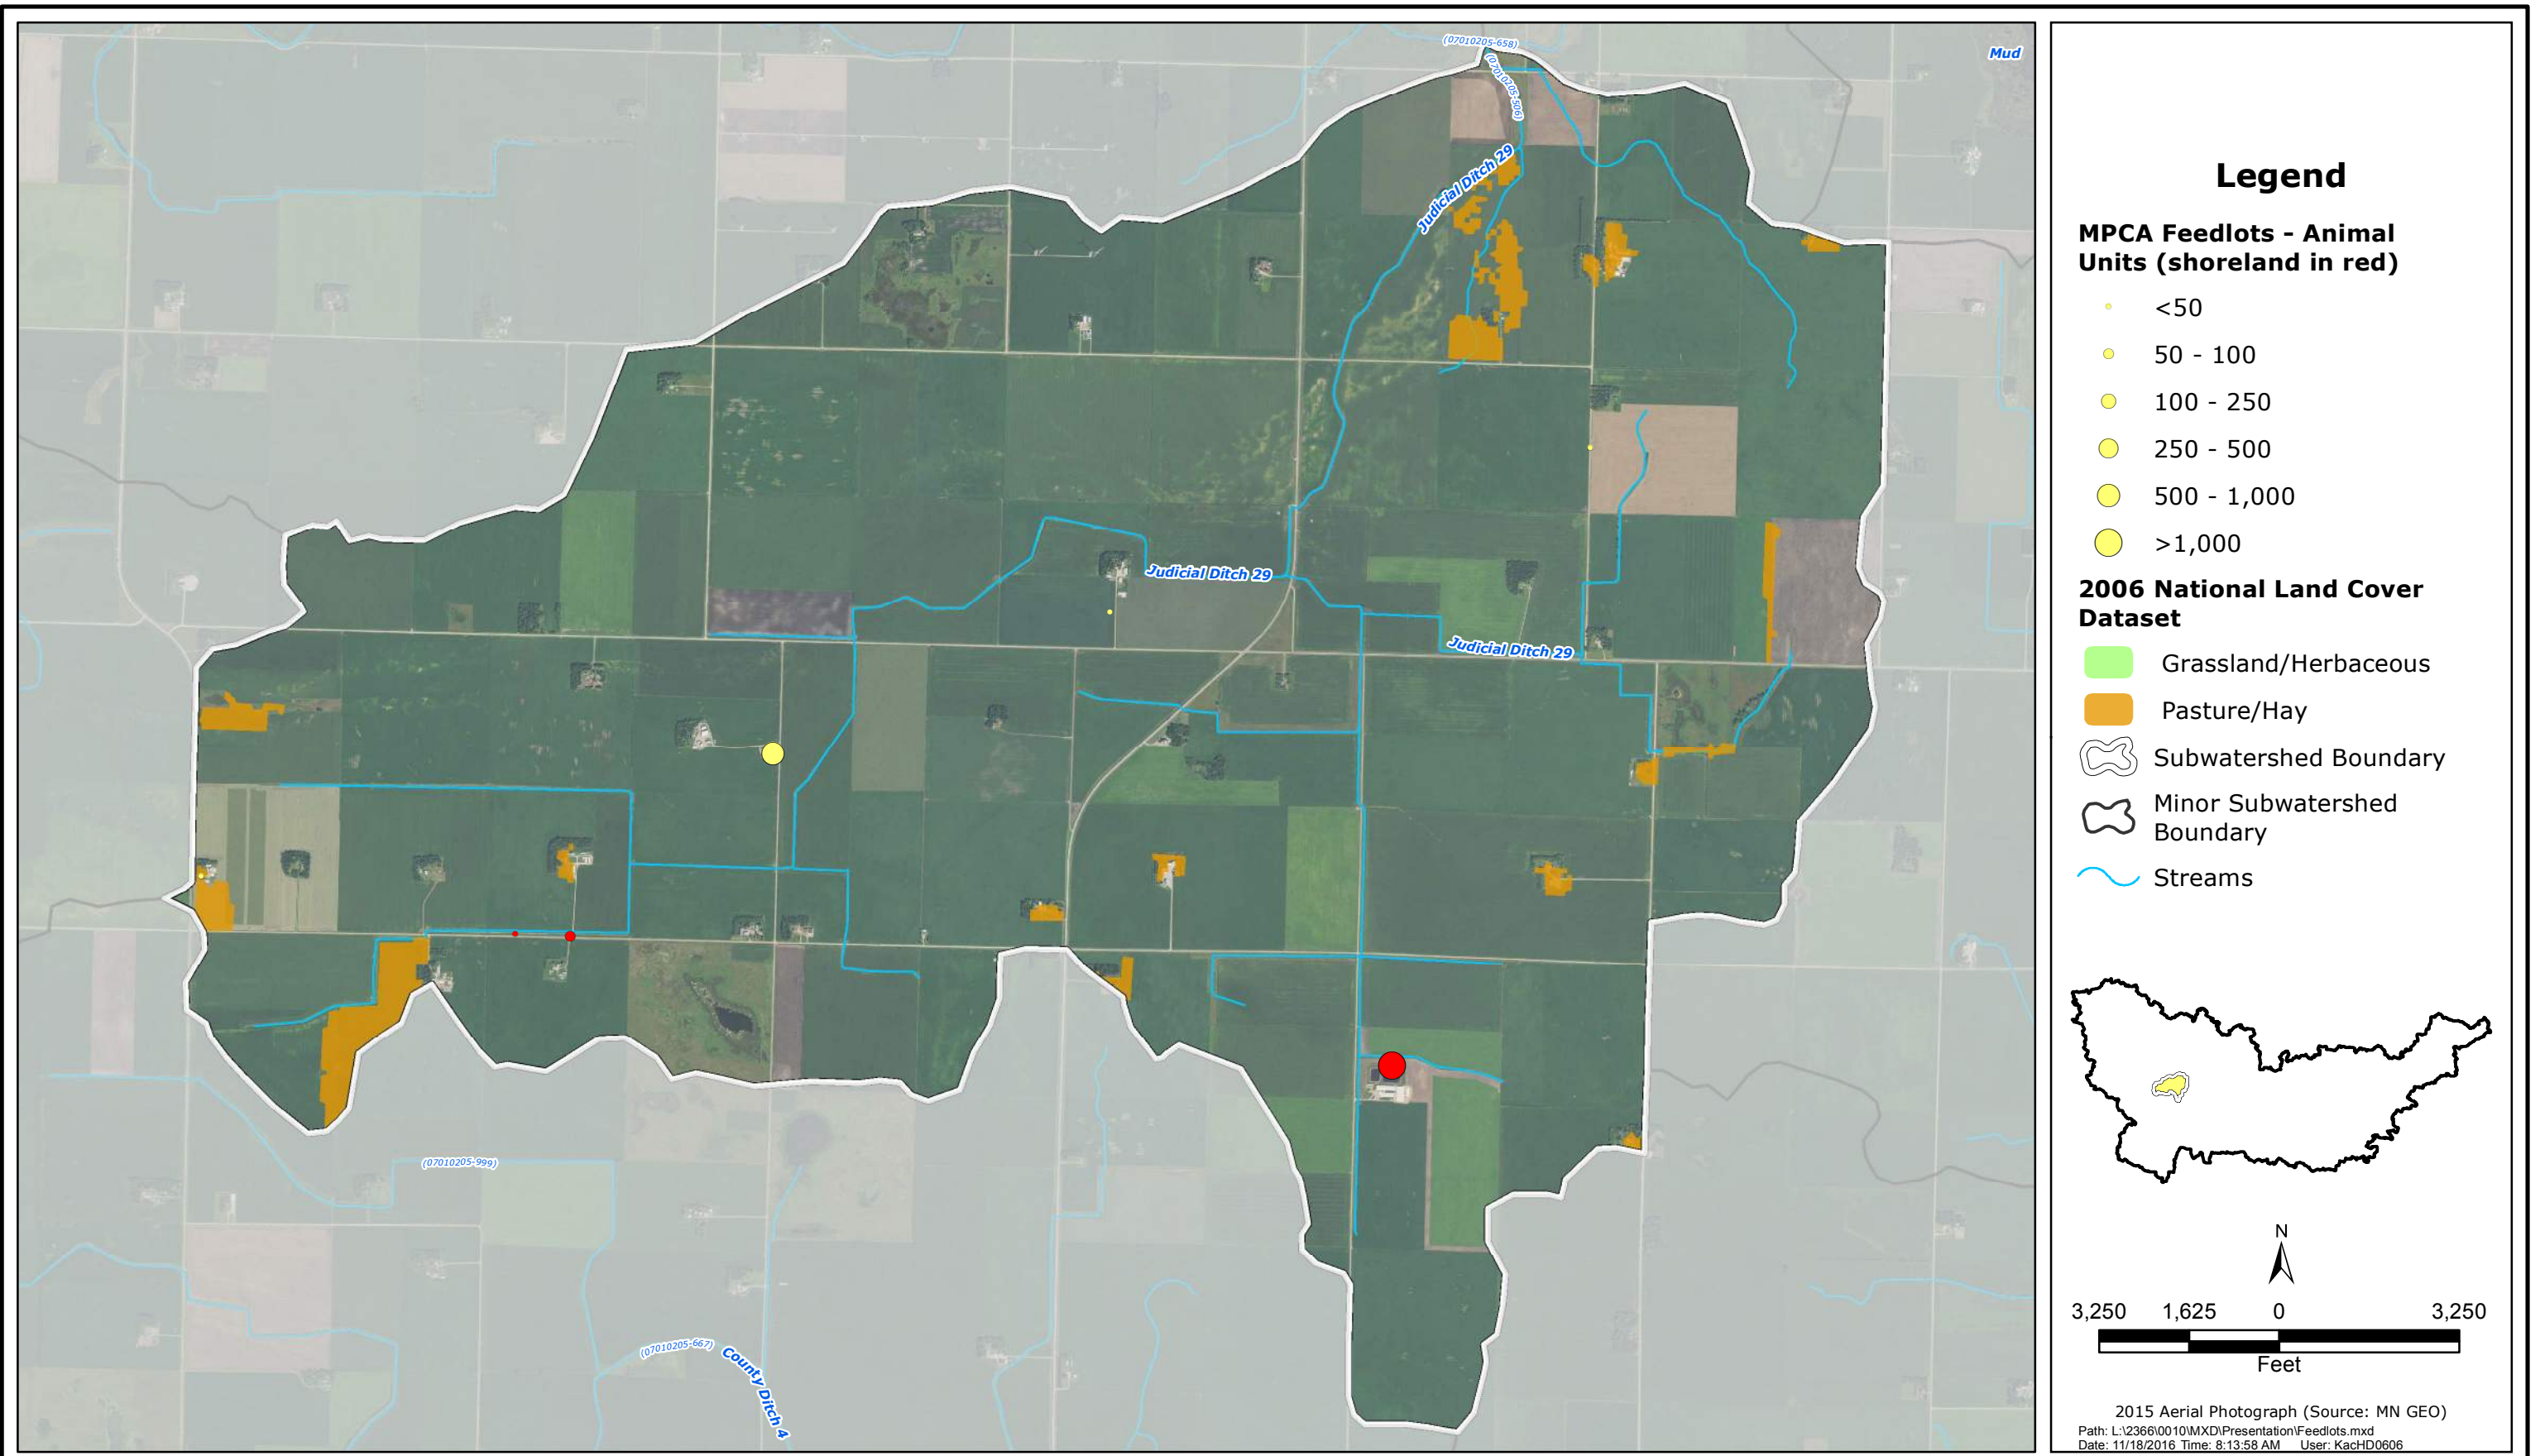 (07010205-658)
Mud
(07010205-506)
Judicial Ditch 29
Judicial Ditch 29
Judicial Ditch 29
(07010205-999)
(07010205-667)
County Ditch 4
Legend
MPCA Feedlots - Animal
Units (shoreland in red)
<50
50 - 100
100 - 250
250 - 500
500 - 1,000
>1,000
2006 National Land Cover
Dataset
Grassland/Herbaceous
Pasture/Hay
Subwatershed Boundary
Minor Subwatershed
Boundary
Streams
N
3,250 1,625 0 3,250
Feet
2015 Aerial Photograph (Source: MN GEO)
Path: L:\2366\0010\MXD\Presentation\Feedlots.mxd
Date: 11/18/2016 Time: 8:13:58 AM User: KacHD0606